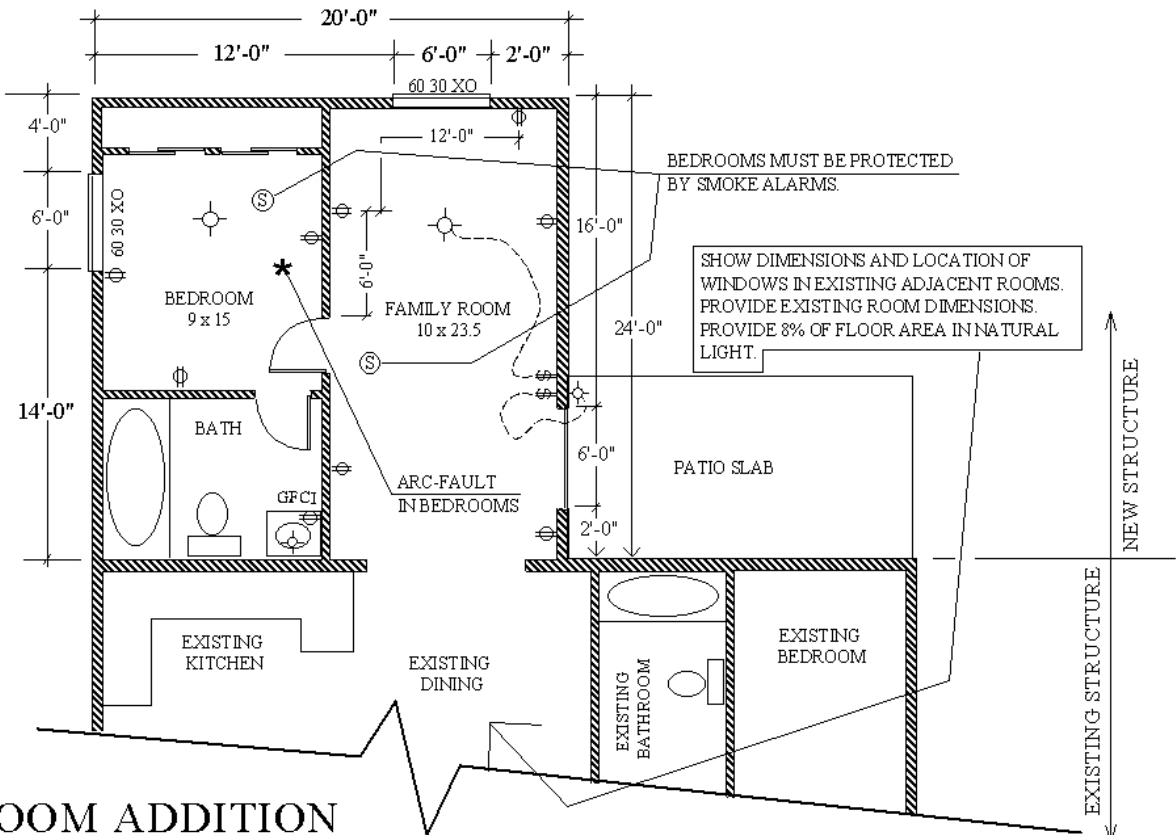 20'-0"
12'-0"
6'-0"
2'-0"
60 30 XO
4'-0"
12'-0"
BEDROOMS MUST BE PROTECTED
BY SMOKE ALARMS.
S
6'-0"
60 30 XO
16'-0"
6'-0"
SHOW DIMENSIONS AND LOCATION OF
WINDOWS IN EXISTING ADJACENT ROOMS.
PROVIDE EXISTING ROOM DIMENSIONS.
PROVIDE 8% OF FLOOR AREA IN NATURAL
LIGHT.
*
BEDROOM
9 x 15
FAMILY ROOM
10 x 23.5
24'-0"
S
NEW STRUCTURE
$
$
14'-0"
BATH
6'-0"
PATIO SLAB
ARC-FAULT
IN BEDROOMS
GFCI
2'-0"
EXISTING
KITCHEN
EXISTING
DINING
EXISTING
BATHROOM
EXISTING
BEDROOM
EXISTING STRUCTURE
OOM ADDITION